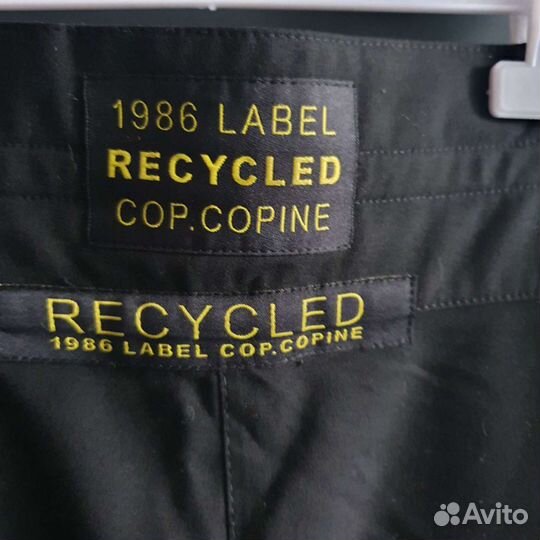 1986 LABEL
RECYCLED
COP.COPINE
RECYCLED
1986 LABEL COP.COPINE
Avito